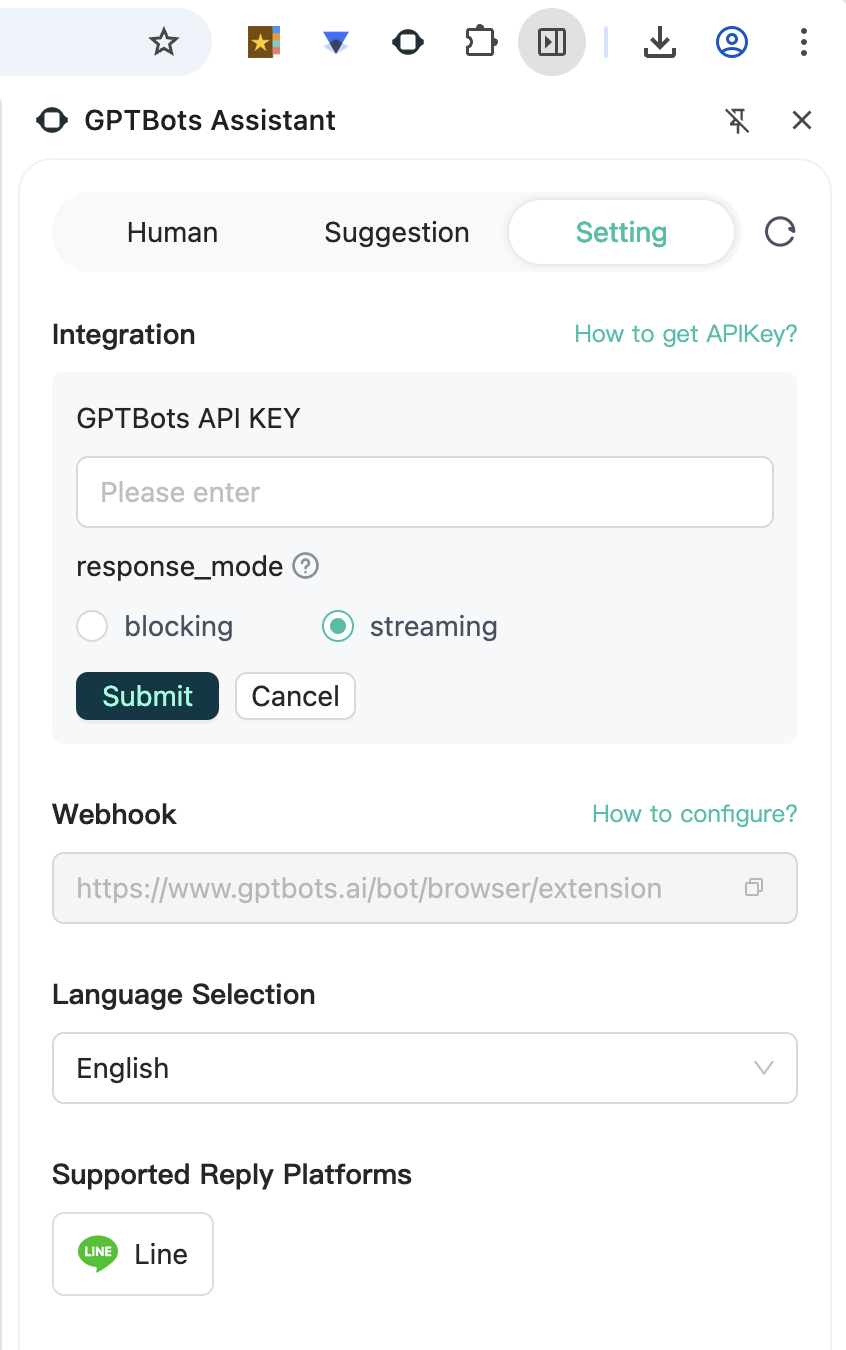 GPTBots Assistant
Human Suggestion Setting
Integration How to get APIKey?
GPTBots API KEY
Please enter
response_mode ?
blocking streaming
Submit Cancel
Webhook How to configure?
https://www.gptbots.ai/bot/browser/extension
Language Selection
English
Supported Reply Platforms
LINE Line